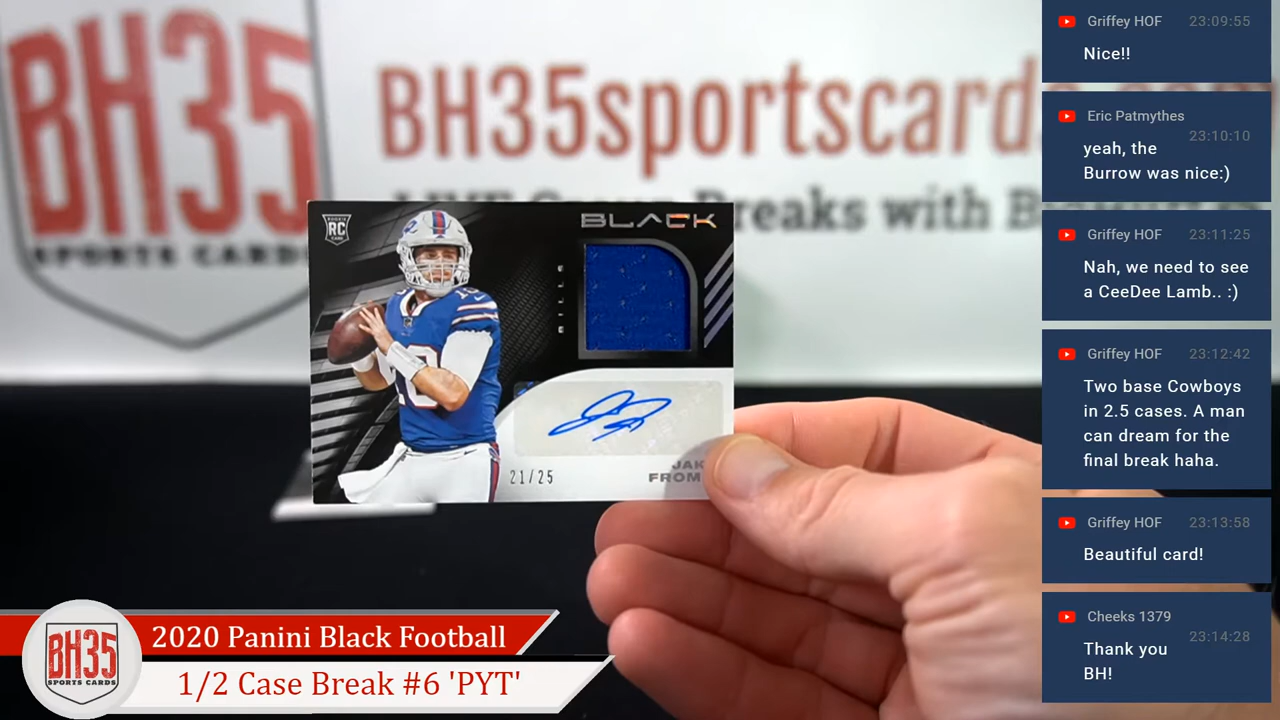 BH35
SPORTS CARDS
BH35sportscards
Breaks with
RC
BLACK
BILLS
21/25
JAK
FROM
BH35
SPORTS CARDS
2020 Panini Black Football
1/2 Case Break #6 'PYT'
Griffey HOF 23:09:55
Nice!!
Eric Patmythes
23:10:10
yeah, the
Burrow was nice:)
Griffey HOF 23:11:25
Nah, we need to see
a CeeDee Lamb.. :)
Griffey HOF 23:12:42
Two base Cowboys
in 2.5 cases. A man
can dream for the
final break haha.
Griffey HOF 23:13:58
Beautiful card!
Cheeks 1379
23:14:28
Thank you
BH!